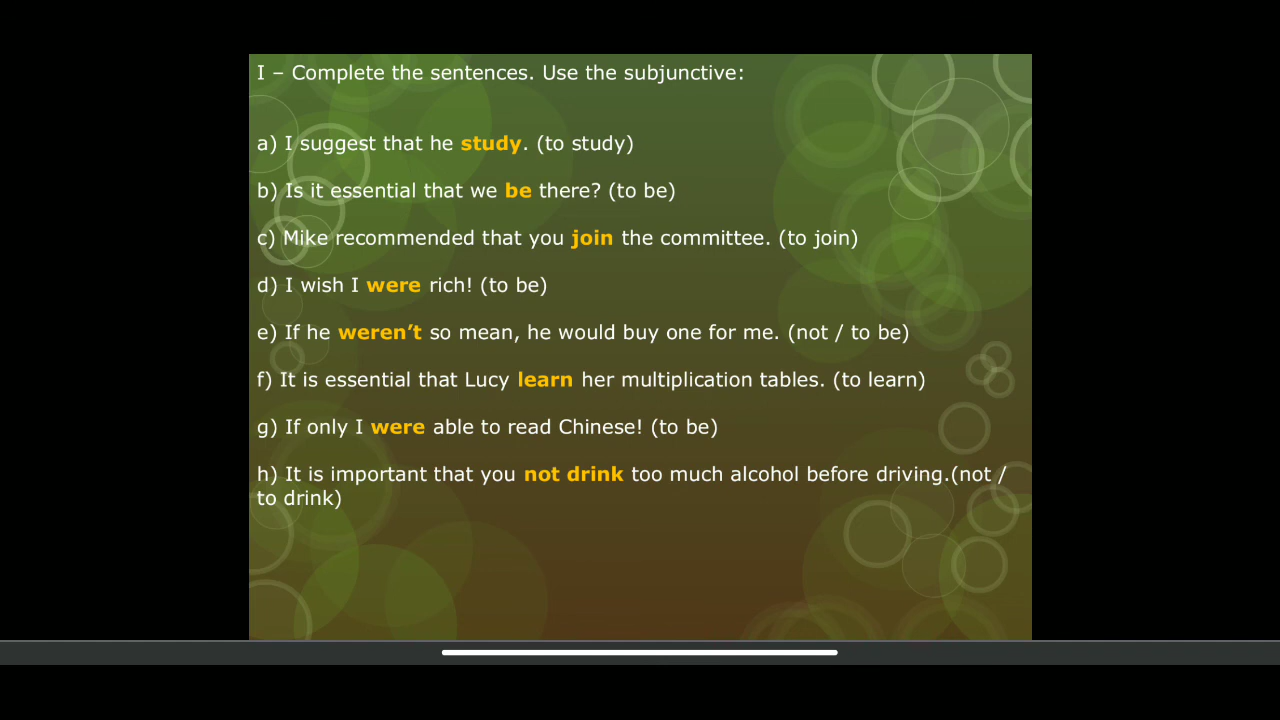 I – Complete the sentences. Use the subjunctive:
a) I suggest that he study. (to study)
b) Is it essential that we be there? (to be)
c) Mike recommended that you join the committee. (to join)
d) I wish I were rich! (to be)
e) If he weren’t so mean, he would buy one for me. (not / to be)
f) It is essential that Lucy learn her multiplication tables. (to learn)
g) If only I were able to read Chinese! (to be)
h) It is important that you not drink too much alcohol before driving.(not /
to drink)